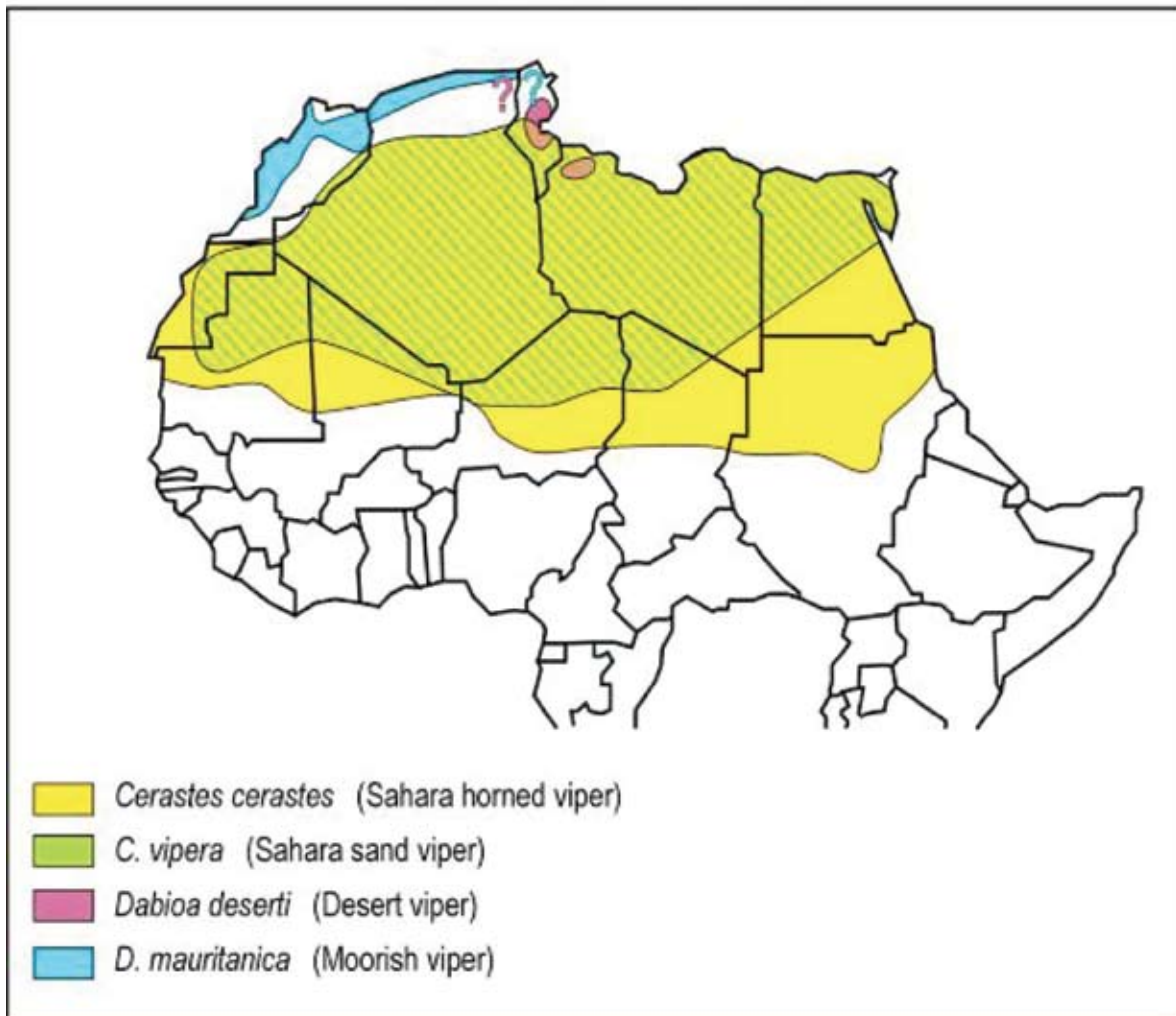 ? ?
Cerastes cerastes (Sahara horned viper)
C. vipera (Sahara sand viper)
Dabioa deserti (Desert viper)
D. mauritanica (Moorish viper)